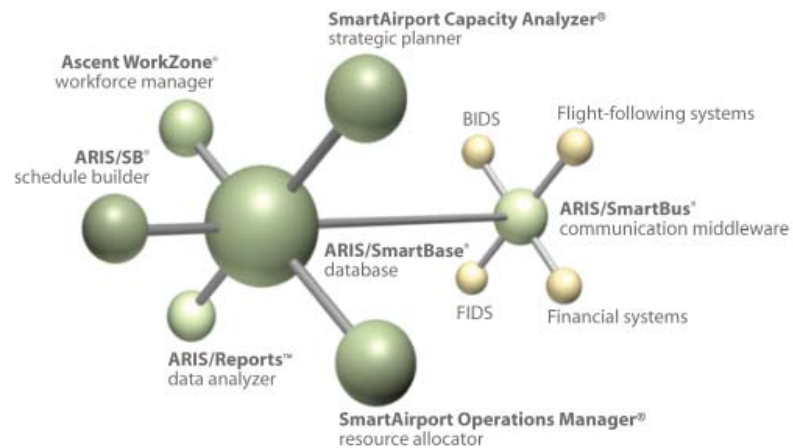 SmartAirport Capacity Analyzer®
strategic planner
Ascent WorkZone®
workforce manager
BIDS
Flight-following systems
ARIS/SB®
schedule builder
ARIS/SmartBus®
communication middleware
ARIS/SmartBase®
database
FIDS
Financial systems
ARIS/Reports™
data analyzer
SmartAirport Operations Manager®
resource allocator